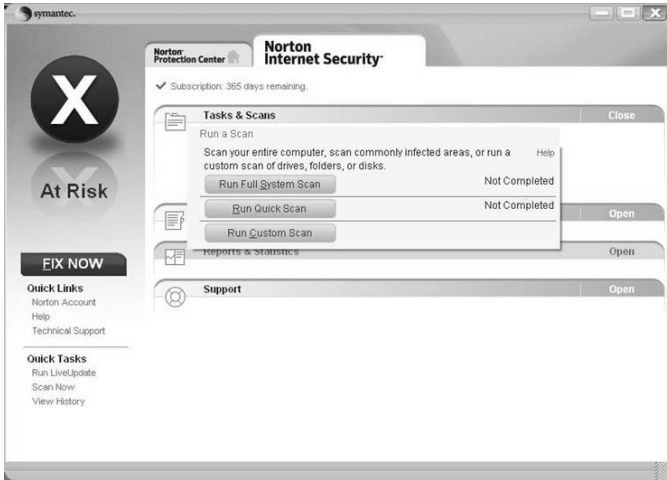 symantec.
Norton
Protection Center
Norton
Internet Security
Subscription: 365 days remaining.
X
At Risk
FIX NOW
Quick Links
Norton Account
Help
Technical Support
Quick Tasks
Run LiveUpdate
Scan Now
View History
Tasks & Scans
Close
Run a Scan
Scan your entire computer, scan commonly infected areas, or run a
custom scan of drives, folders, or disks.
Help
Run Full System Scan
Not Completed
Run Quick Scan
Not Completed
Run Custom Scan
Open
Reports & Statistics
Open
Support
Open